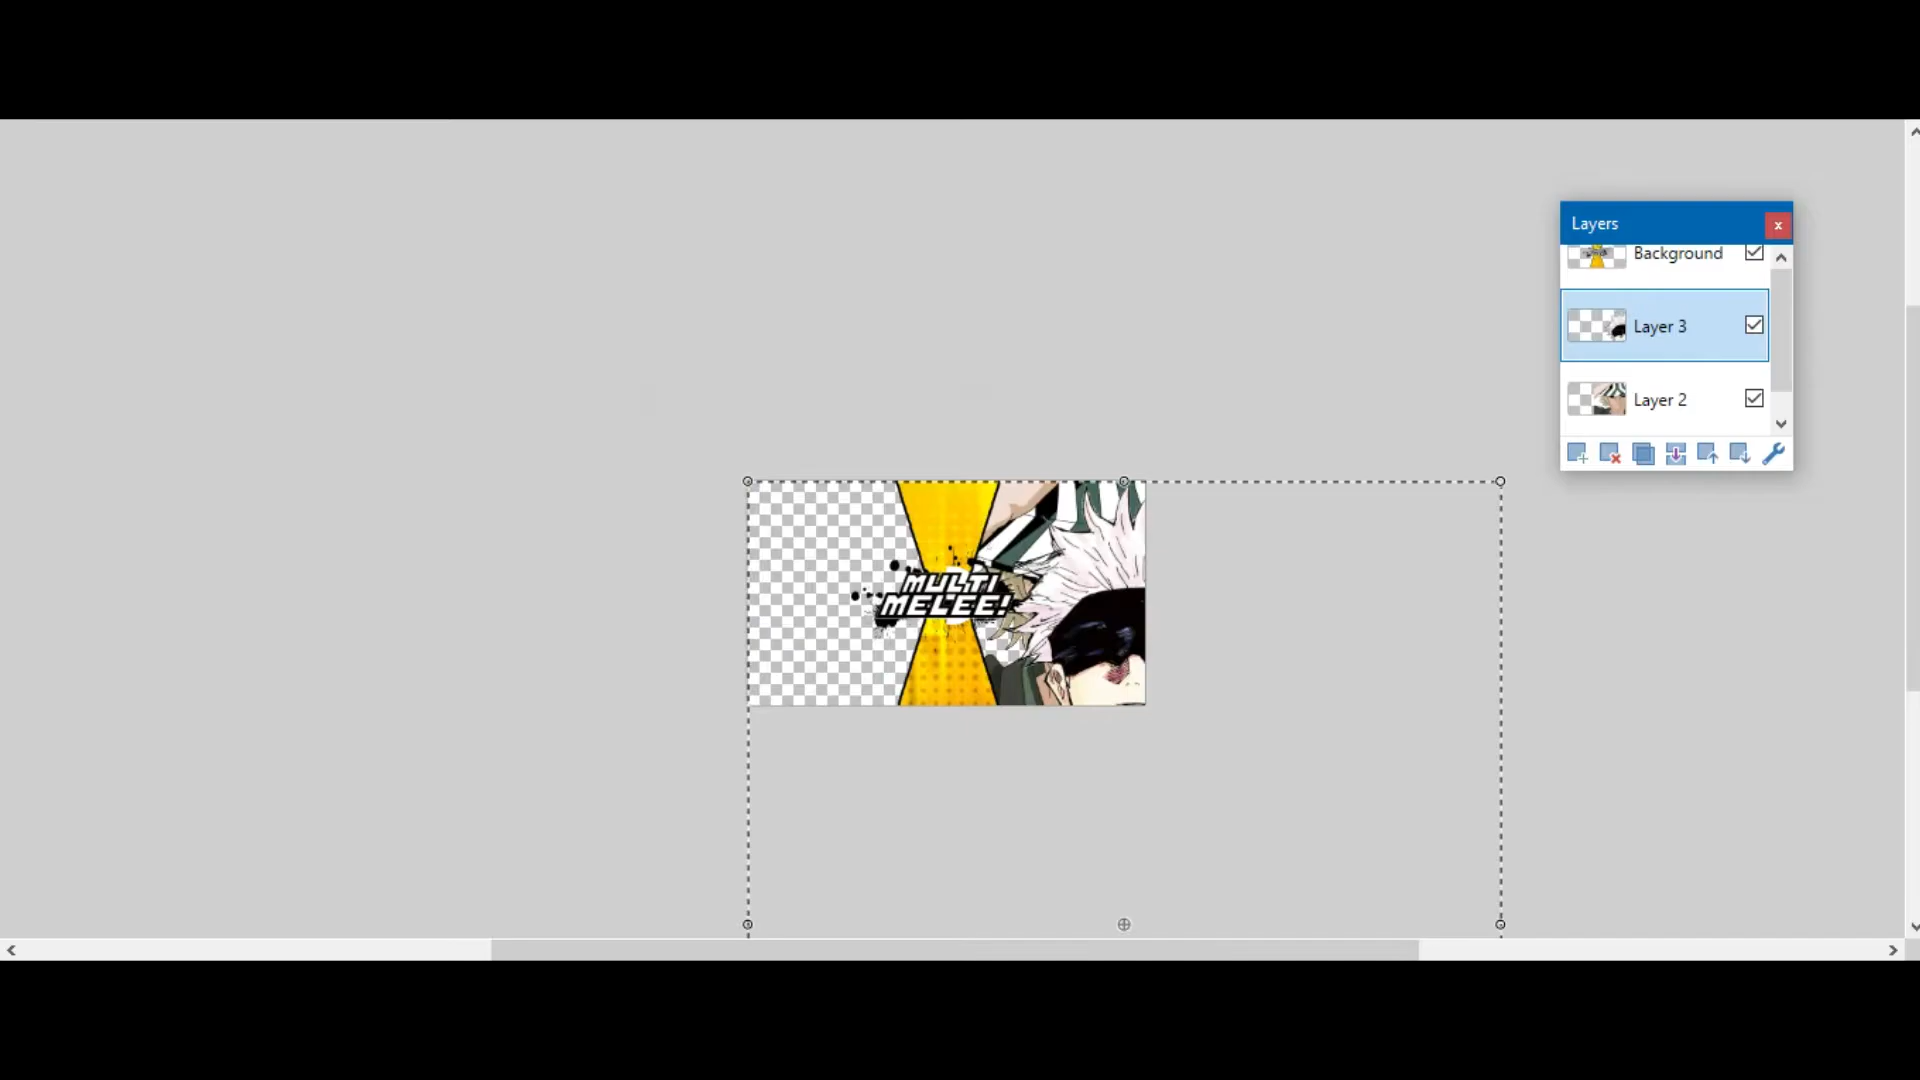 Layers
Background
Layer 3
Layer 2
MULTI
MELEE!